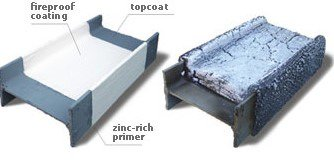 fireproof
coating
topcoat
zinc-rich
primer